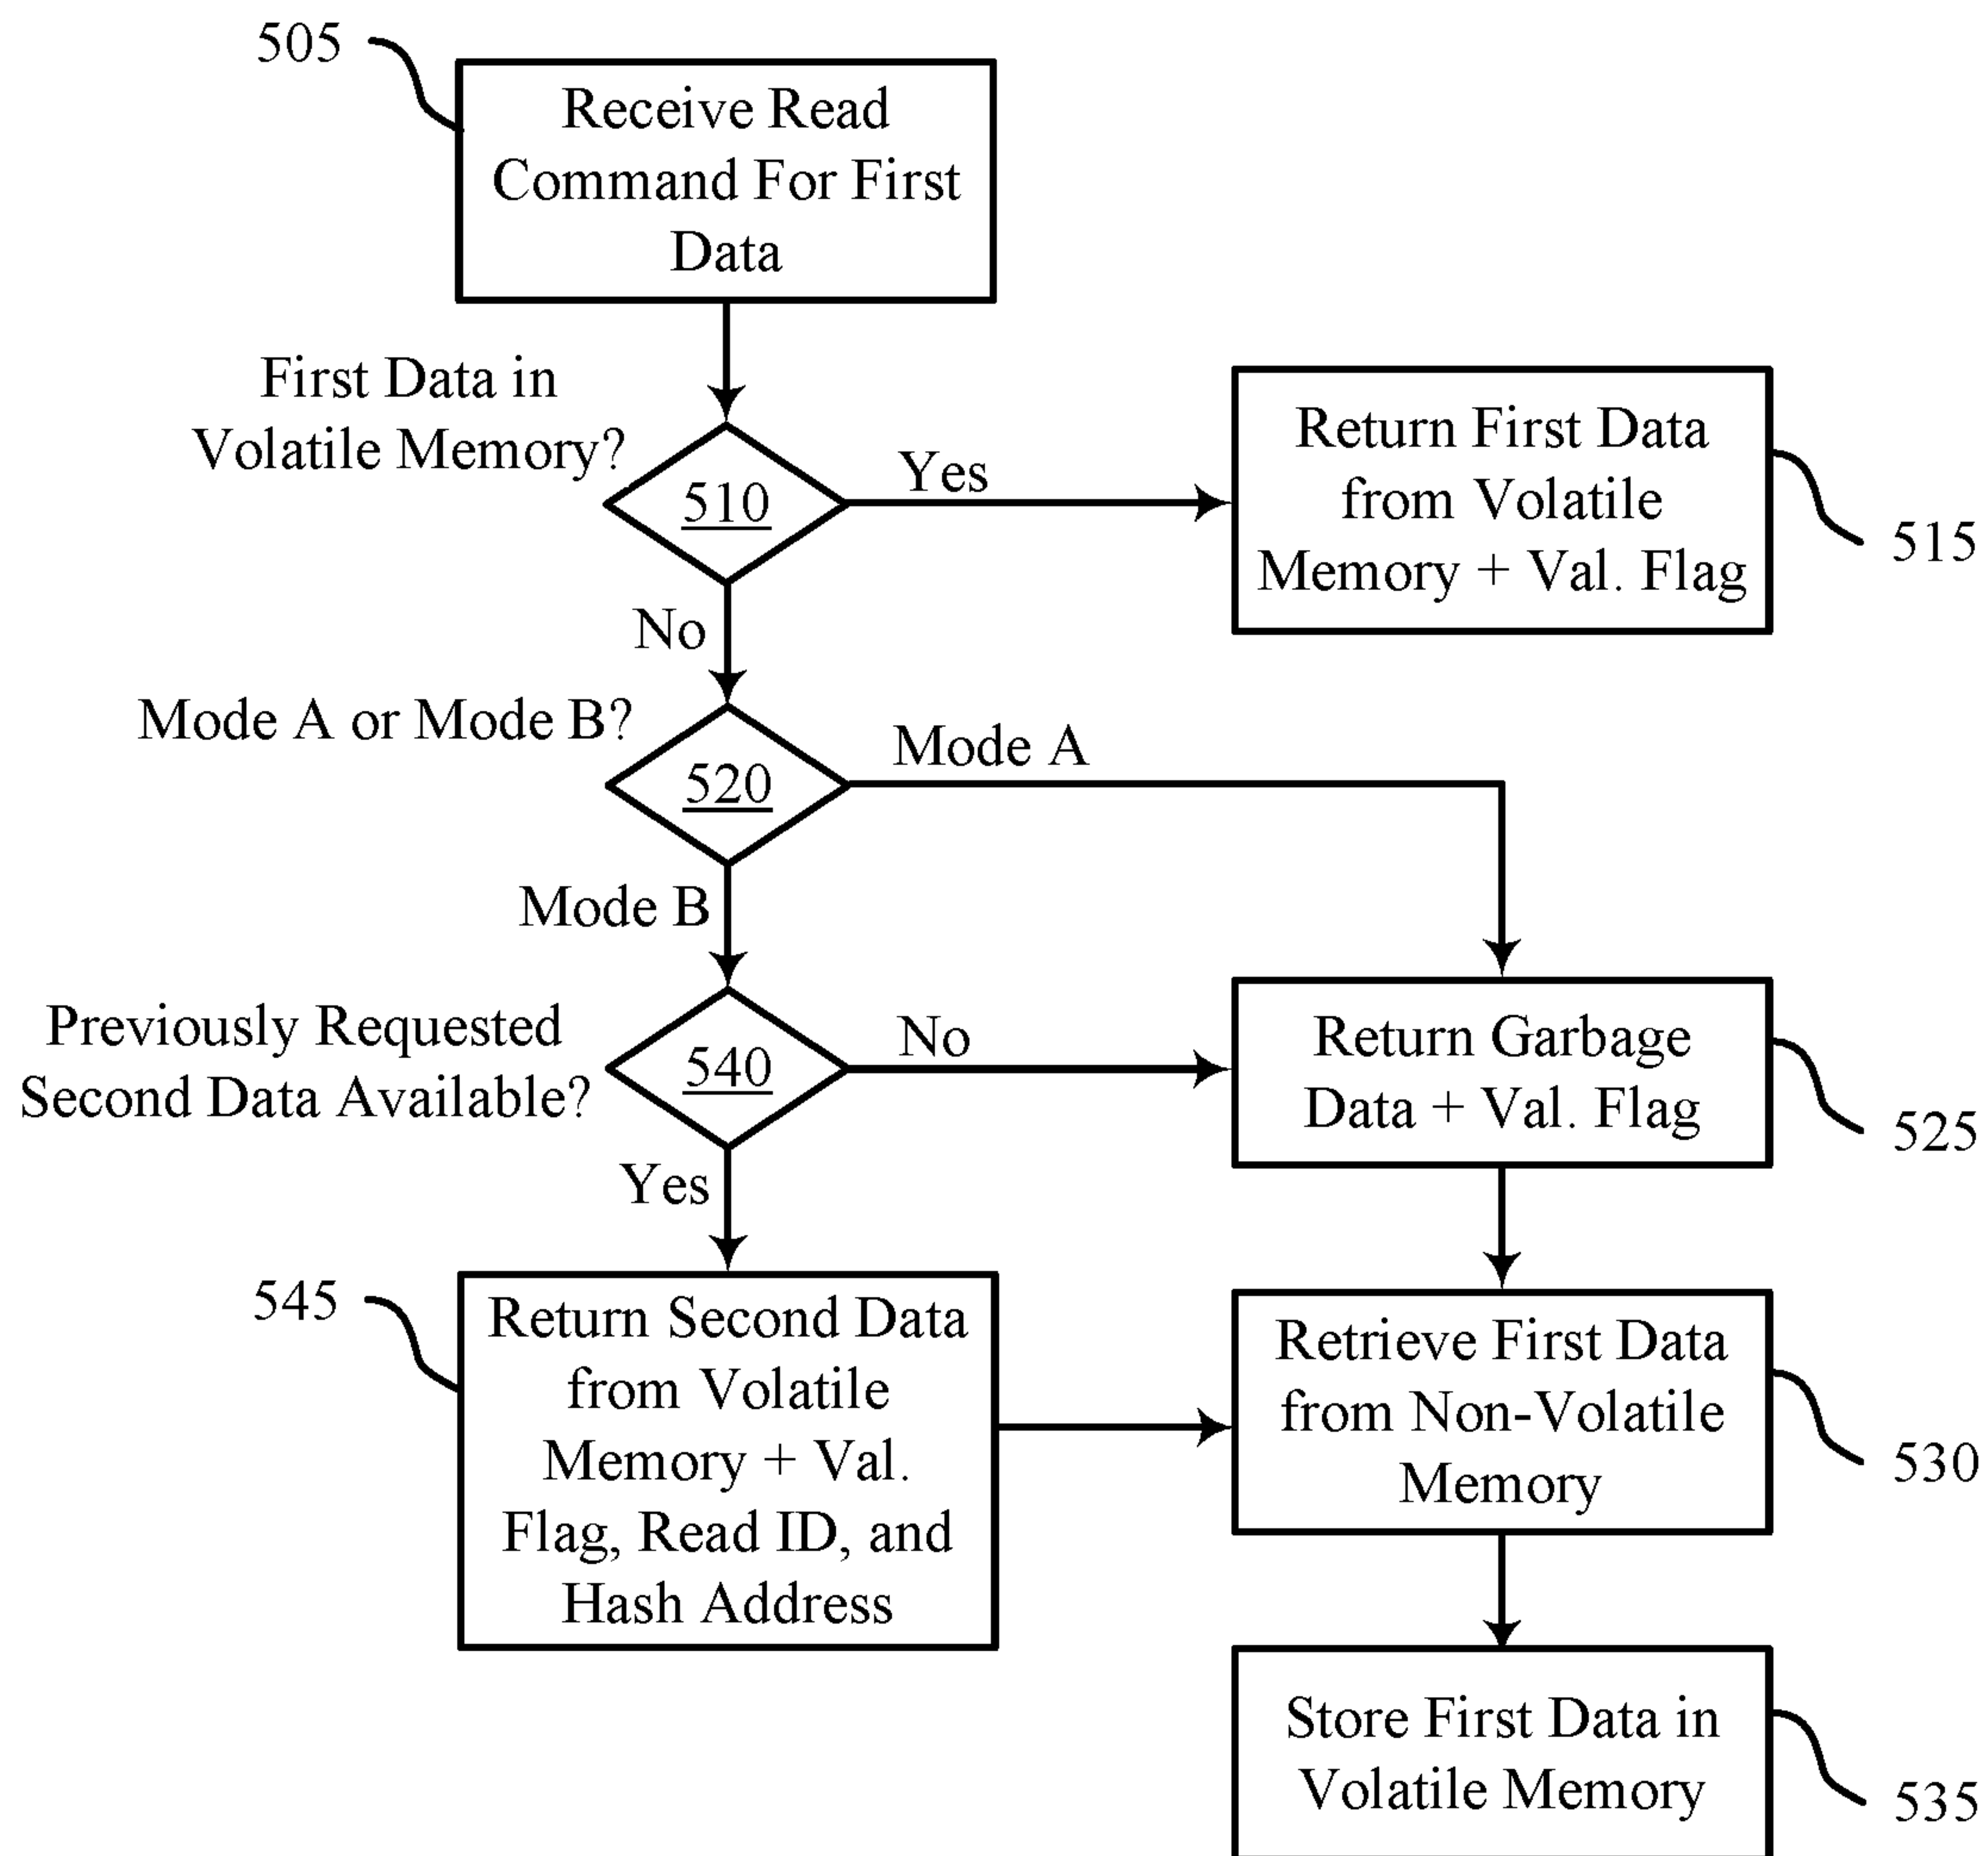 505
Receive Read
Command For First
Data
First Data in
Volatile Memory?
510
Yes
Return First Data
from Volatile
Memory + Val. Flag
515
No
Mode A or Mode B?
520
Mode A
Mode B
Previously Requested
Second Data Available?
540
No
Return Garbage
Data + Val. Flag
525
Yes
545
Return Second Data
from Volatile
Memory + Val.
Flag, Read ID, and
Hash Address
Retrieve First Data
from Non-Volatile
Memory
530
Store First Data in
Volatile Memory
535